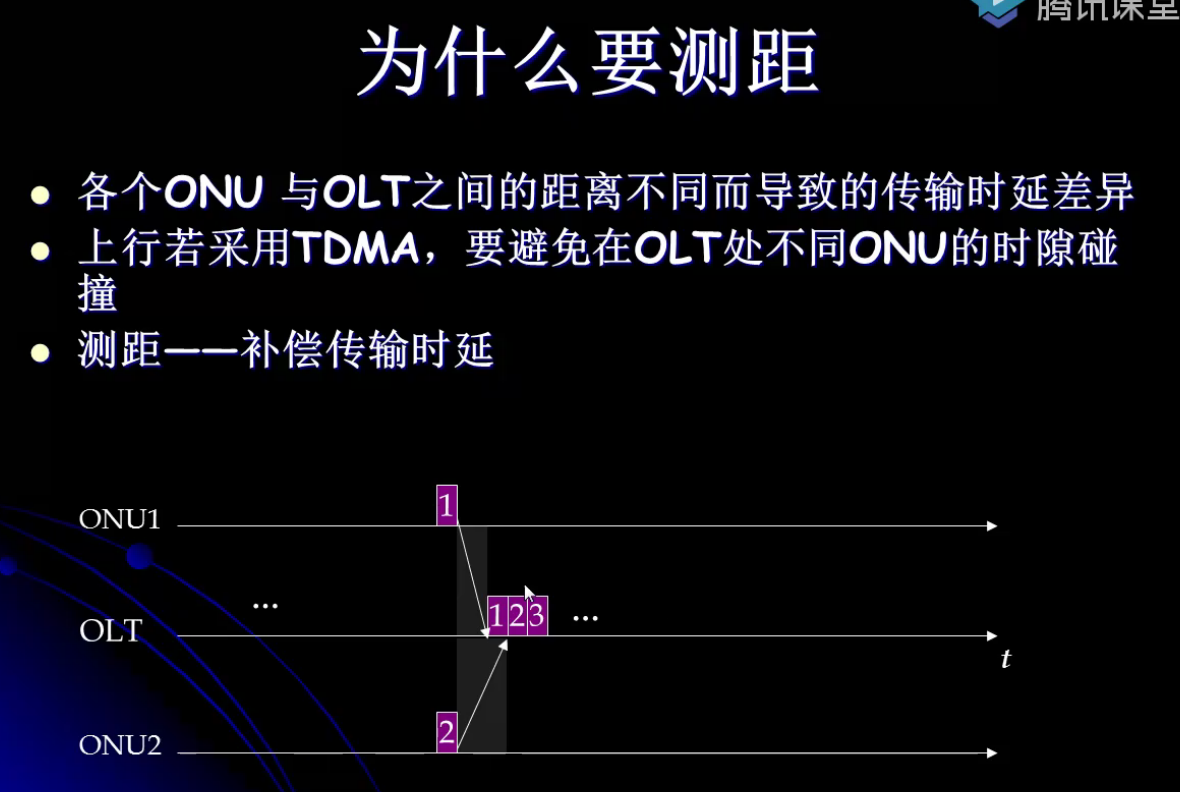 腾讯课堂
为什么要测距
各个ONU 与OLT之间的距离不同而导致的传输时延差异
上行若采用TDMA，要避免在OLT处不同ONU的时隙碰
撞
测距——补偿传输时延
1
ONU1
...
123
...
OLT
t
2
ONU2